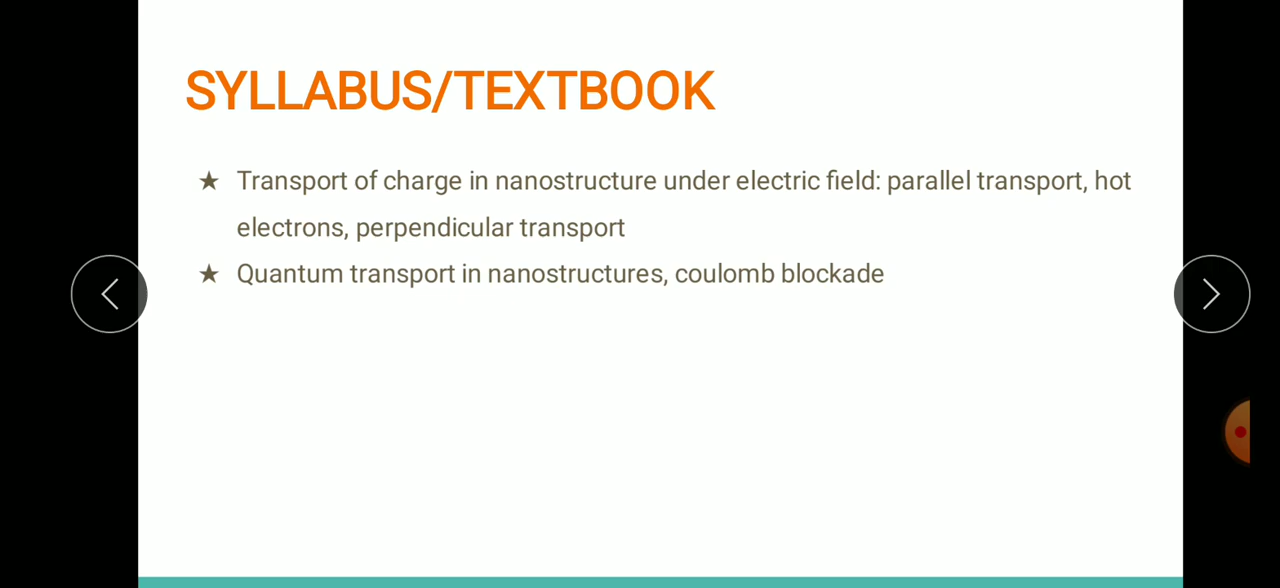 SYLLABUS/TEXTBOOK
★ Transport of charge in nanostructure under electric field: parallel transport, hot
electrons, perpendicular transport
★ Quantum transport in nanostructures, coulomb blockade